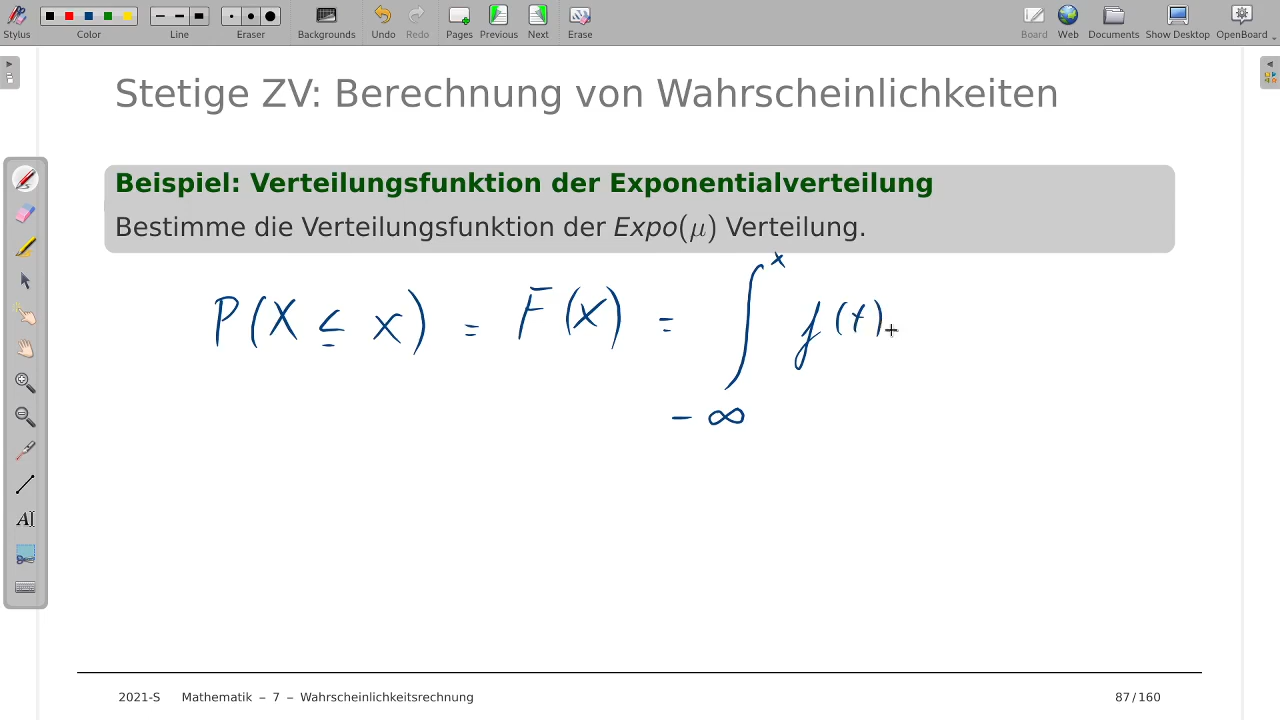 Stylus Color Line Eraser Backgrounds Undo Redo Pages Previous Next Erase Board Web Documents Show Desktop OpenBoard
Stetige ZV: Berechnung von Wahrscheinlichkeiten
Beispiel: Verteilungsfunktion der Exponentialverteilung
Bestimme die Verteilungsfunktion der Expo(μ) Verteilung.
P(X ≤ x) = F(x) = ∫_{-∞}^{x} f(t)
2021-S Mathematik – 7 – Wahrscheinlichkeitsrechnung 87/160